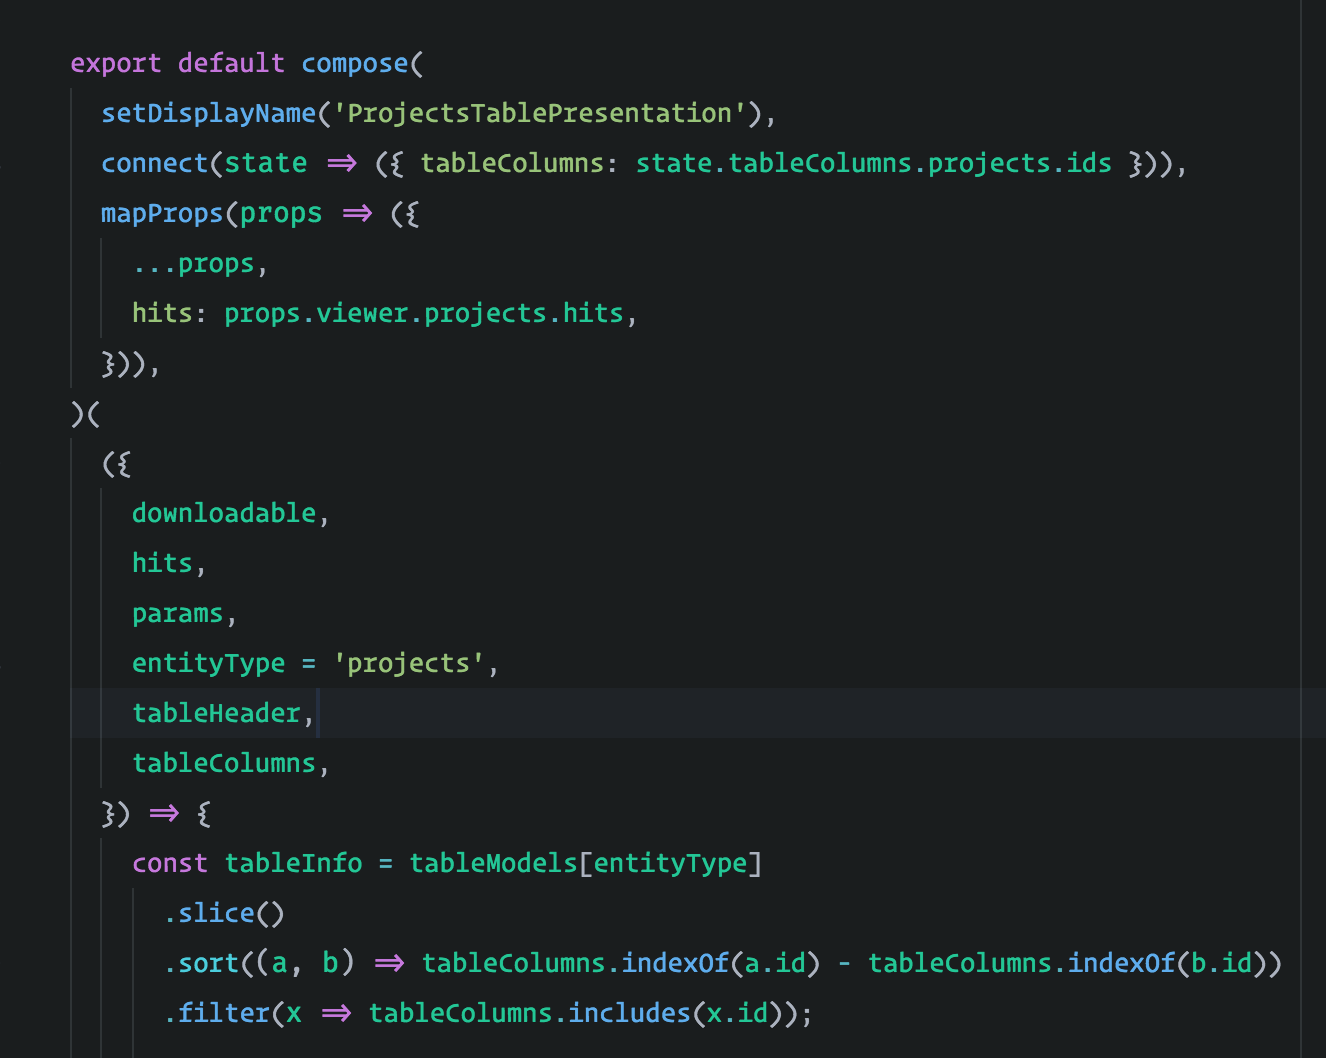 export default compose(
  setDisplayName('ProjectsTablePresentation'),
  connect(state => ({ tableColumns: state.tableColumns.projects.ids })),
  mapProps(props => ({
    ...props,
    hits: props.viewer.projects.hits,
  })),
)(
  ({
    downloadable,
    hits,
    params,
    entityType = 'projects',
    tableHeader,
    tableColumns,
  }) => {
    const tableInfo = tableModels[entityType]
      .slice()
      .sort((a, b) => tableColumns.indexOf(a.id) - tableColumns.indexOf(b.id))
      .filter(x => tableColumns.includes(x.id));